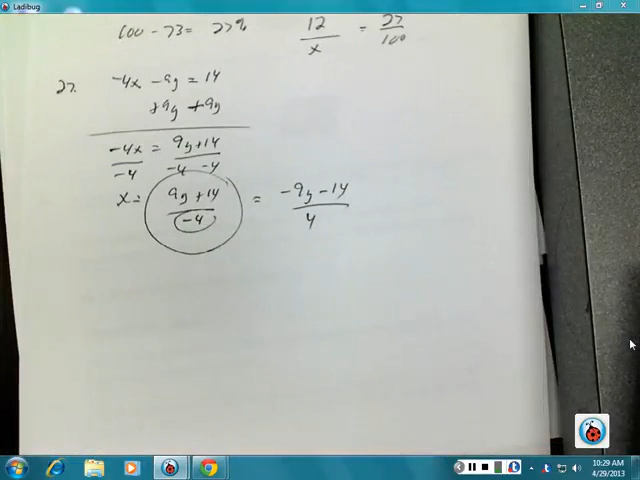 Ladibug
100 - 73 = 27%
12/x = 27/100
27. -4x - 9y = 14
+9y +9y
-4x/-4 = 9y+14/-4 -4
x = 9y+14/-4 = -9y-14/4
10:29 AM
4/29/2013